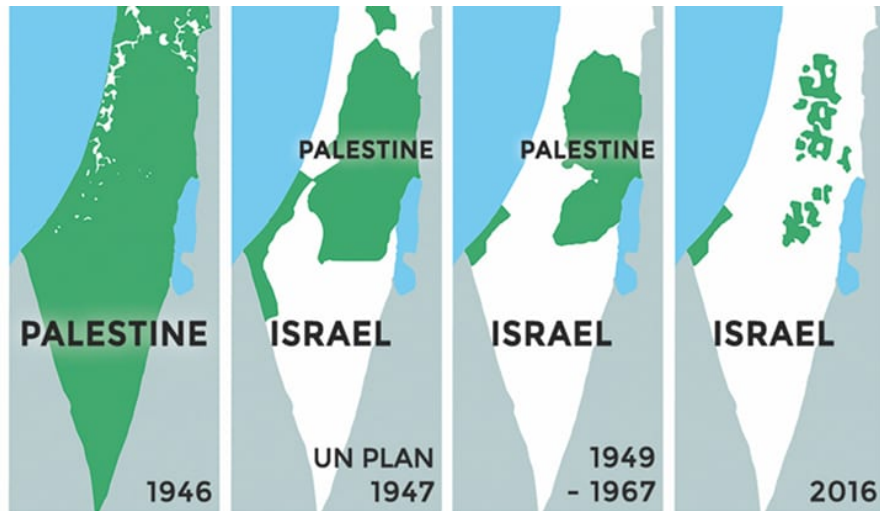 PALESTINE
1946
PALESTINE
ISRAEL
UN PLAN
1947
PALESTINE
ISRAEL
1949
- 1967
ISRAEL
2016